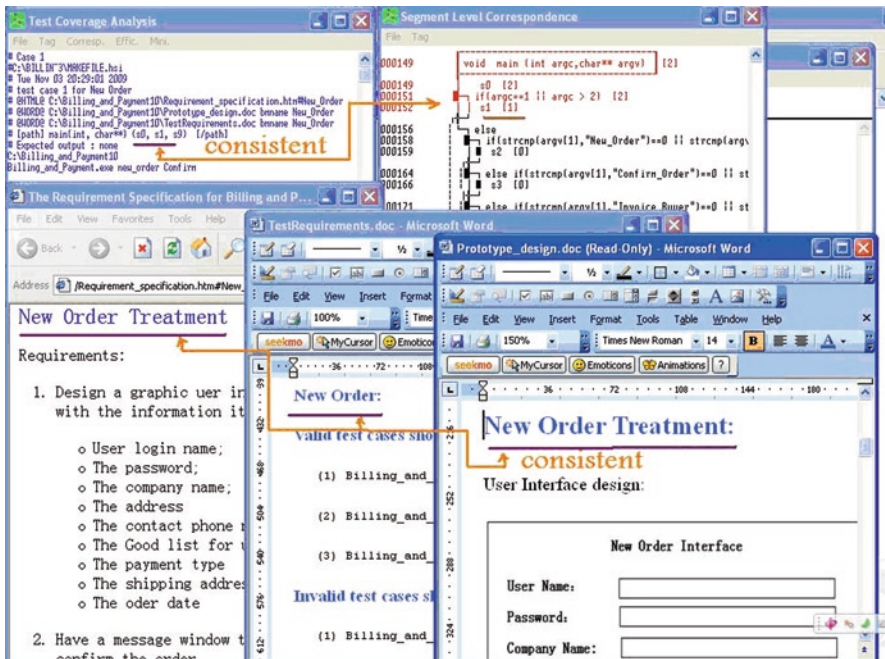 Test Coverage Analysis
File Tag Corresp. Effic. Mini.
# Case 1
#C:\BILLIN~3\MAKEFILE.hsi
# Tue Nov 03 20:29:01 2009
# test case 1 for New Order
# @HTML@ C:\Billing_and_Payment10\Requirement_specification.htm#New_Order
# @WORD@ C:\Billing_and_Payment10\Prototype_design.doc bmname New_Order
# @WORD@ C:\Billing_and_Payment10\TestRequirements.doc bmname New_Order
# [path] main(int, char**) {s0, s1, s9} [/path]
# Expected output : none
C:\Billing_and_Payment10
Billing_and_Payment.exe new_order Confirm
consistent
Segment Level Correspondence
File Tag
000149 void main (int argc,char** argv) [2]
s0 [2]
000151 if(argc==1 || argc > 2) [2]
000152 s1 [1]
000156 else
000158 if(strcmp(argv[1],"New_Order")==0 || strcmp(argv
000159 s2 [0]
000164 else if(strcmp(argv[1],"Confirm_Order")==0 || st
000166 s3 [0]
000171 else if(strcmp(argv[1],"Invoice_Buyer")==0 || st
The Requirement Specification for Billing and P...
File Edit View Favorites Tools Help
Back
Address /Requirement_specification.htm#New_
New Order Treatment
Requirements:
1. Design a graphic uer in
with the information it
User login name;
The password;
The company name;
The address
The contact phone n
The Good list for u
The payment type
The shipping addres
The oder date
2. Have a message window t
confirm the order
TestRequirements.doc - Microsoft Word
File Edit View Insert Format
100% Time
seekmo MyCursor Emoticon
36 72 108
New Order:
Valid test cases sho
(1) Billing_and_
(2) Billing_and_
(3) Billing_and_
Invalid test cases sh
(1) Billing_and_
Prototype_design.doc (Read-Only) - Microsoft Word
File Edit View Insert Format Tools Table Window Help
150% Times New Roman 14 B
seekmo MyCursor Emoticons Animations ?
36 72 108 144 180
New Order Treatment:
consistent
User Interface design:
New Order Interface
User Name:
Password:
Company Name: